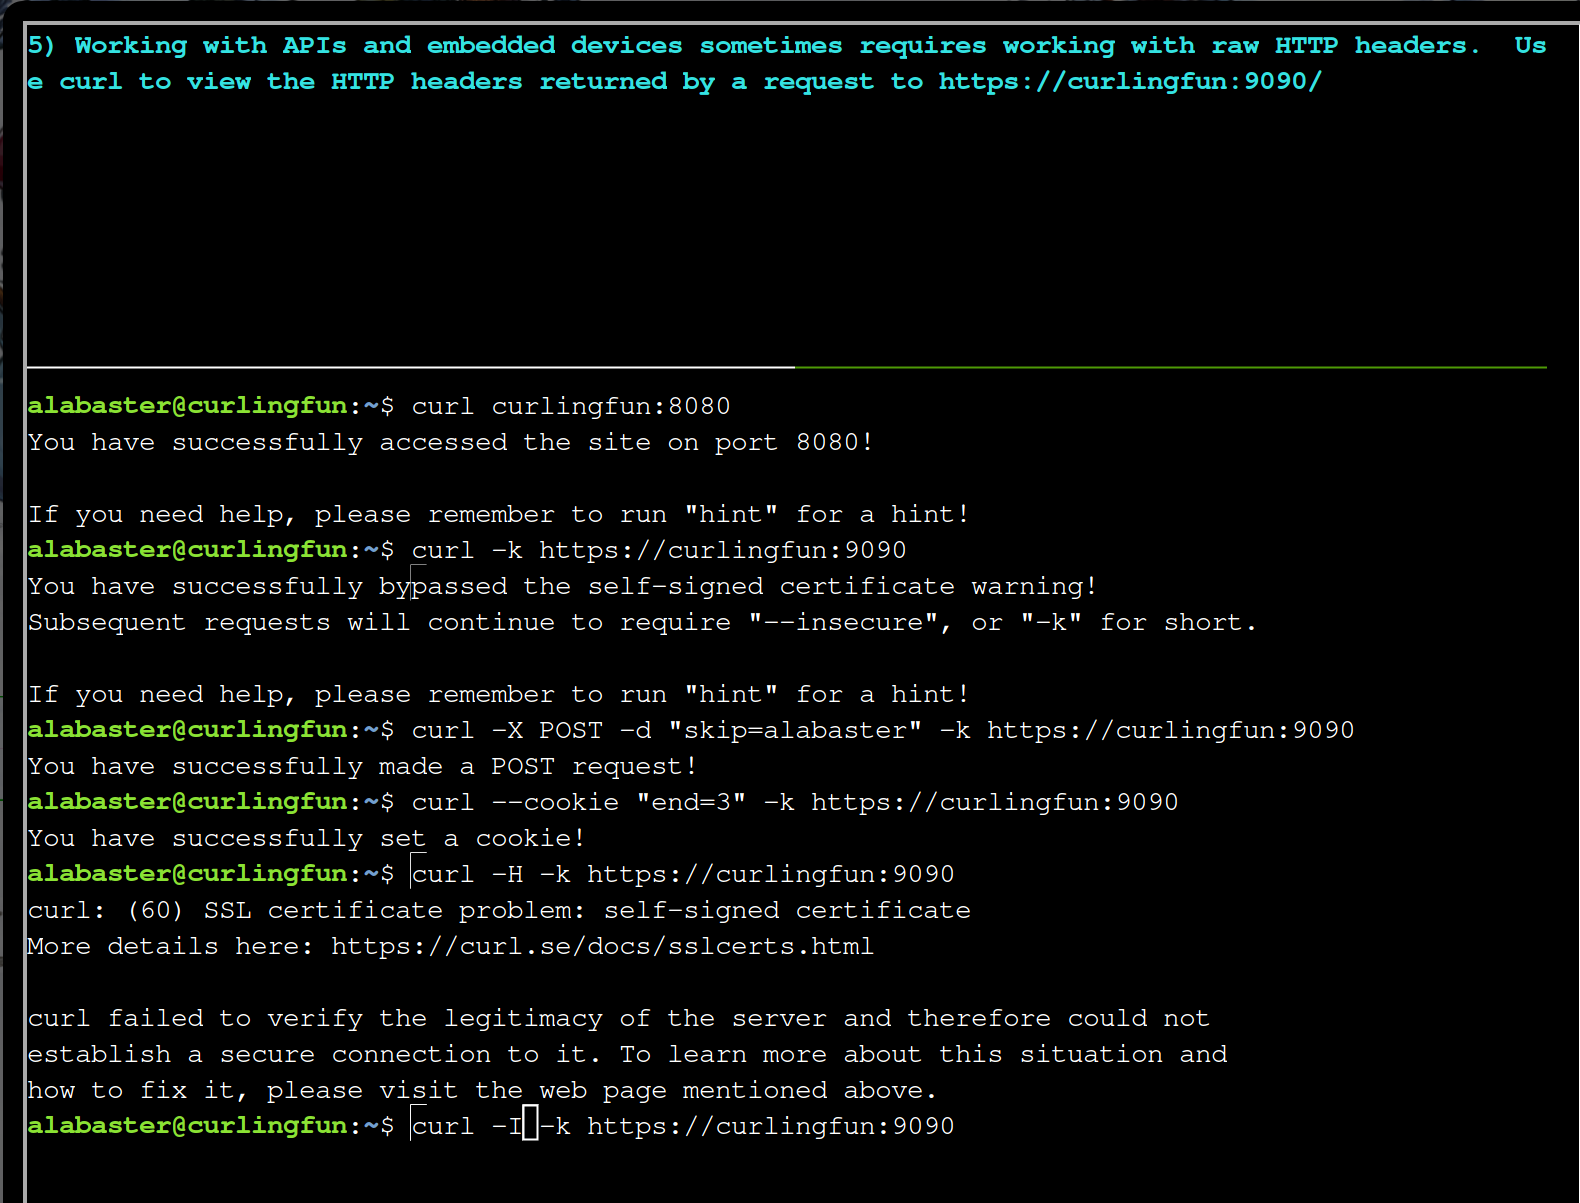 5) Working with APIs and embedded devices sometimes requires working with raw HTTP headers.  Us
e curl to view the HTTP headers returned by a request to https://curlingfun:9090/
alabaster@curlingfun:~$ curl curlingfun:8080
You have successfully accessed the site on port 8080!
If you need help, please remember to run "hint" for a hint!
alabaster@curlingfun:~$ curl -k https://curlingfun:9090
You have successfully bypassed the self-signed certificate warning!
Subsequent requests will continue to require "--insecure", or "-k" for short.
If you need help, please remember to run "hint" for a hint!
alabaster@curlingfun:~$ curl -X POST -d "skip=alabaster" -k https://curlingfun:9090
You have successfully made a POST request!
alabaster@curlingfun:~$ curl --cookie "end=3" -k https://curlingfun:9090
You have successfully set a cookie!
alabaster@curlingfun:~$ curl -H -k https://curlingfun:9090
curl: (60) SSL certificate problem: self-signed certificate
More details here: https://curl.se/docs/sslcerts.html
curl failed to verify the legitimacy of the server and therefore could not
establish a secure connection to it. To learn more about this situation and
how to fix it, please visit the web page mentioned above.
alabaster@curlingfun:~$ curl -I -k https://curlingfun:9090